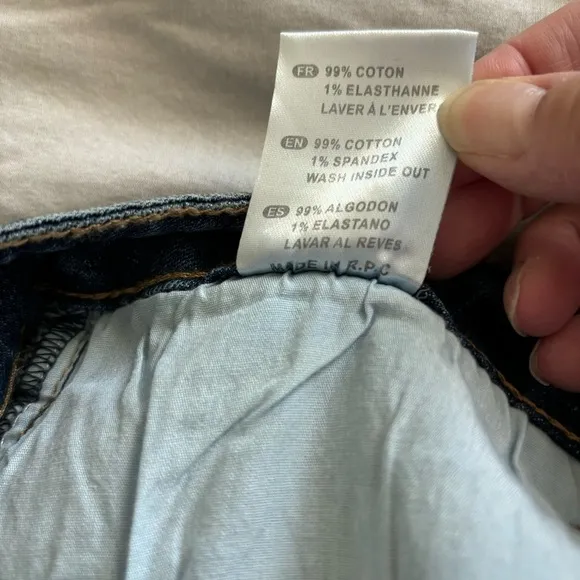 FR 99% COTON
1% ELASTHANNE
LAVER À L'ENVER
EN 99% COTTON
1% SPANDEX
WASH INSIDE OUT
ES 99% ALGODON
1% ELASTANO
LAVAR AL REVES
MADE IN R.P.C